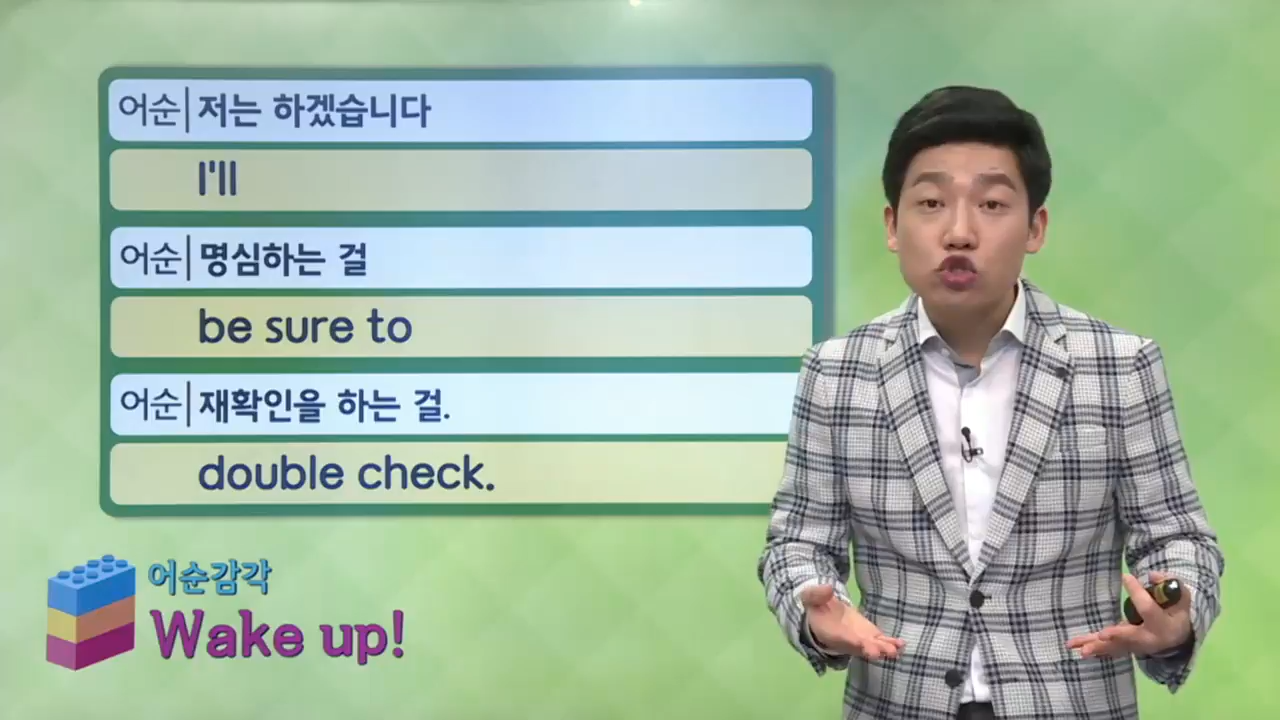 어순 저는 하겠습니다
I'll
어순 명심하는 걸
be sure to
어순 재확인을 하는 걸.
double check.
어순감각
Wake up!